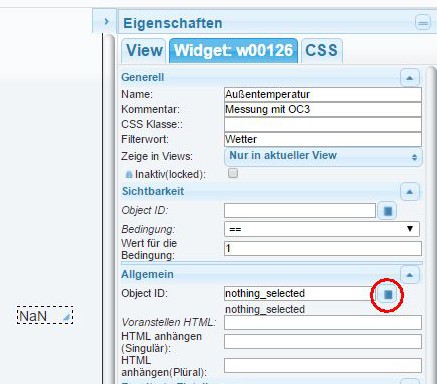 Eigenschaften
View Widget: w00126 CSS
Generell
Name: Außentemperatur
Kommentar: Messung mit OC3
CSS Klasse::
Filterwort: Wetter
Zeige in Views: Nur in aktueller View
Inaktiv(locked):
Sichtbarkeit
Object ID:
Bedingung: ==
Wert für die
Bedingung: 1
Allgemein
Object ID: nothing_selected
nothing_selected
NaN
Voranstellen HTML:
HTML anhängen
(Singulär):
HTML
anhängen(Plüral):